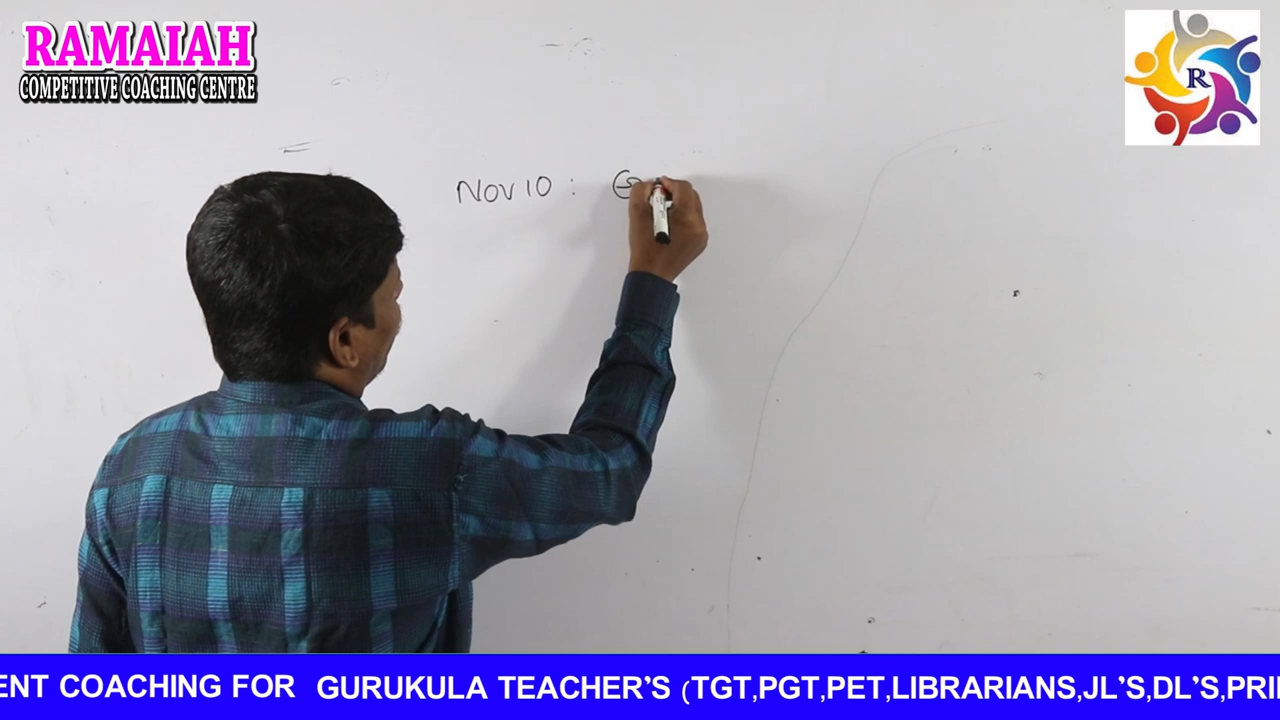 RAMAIAH
COMPETITIVE COACHING CENTRE
R
Nov 10 :
ENT COACHING FOR GURUKULA TEACHER'S (TGT,PGT,PET,LIBRARIANS,JL'S,DL'S,PRI